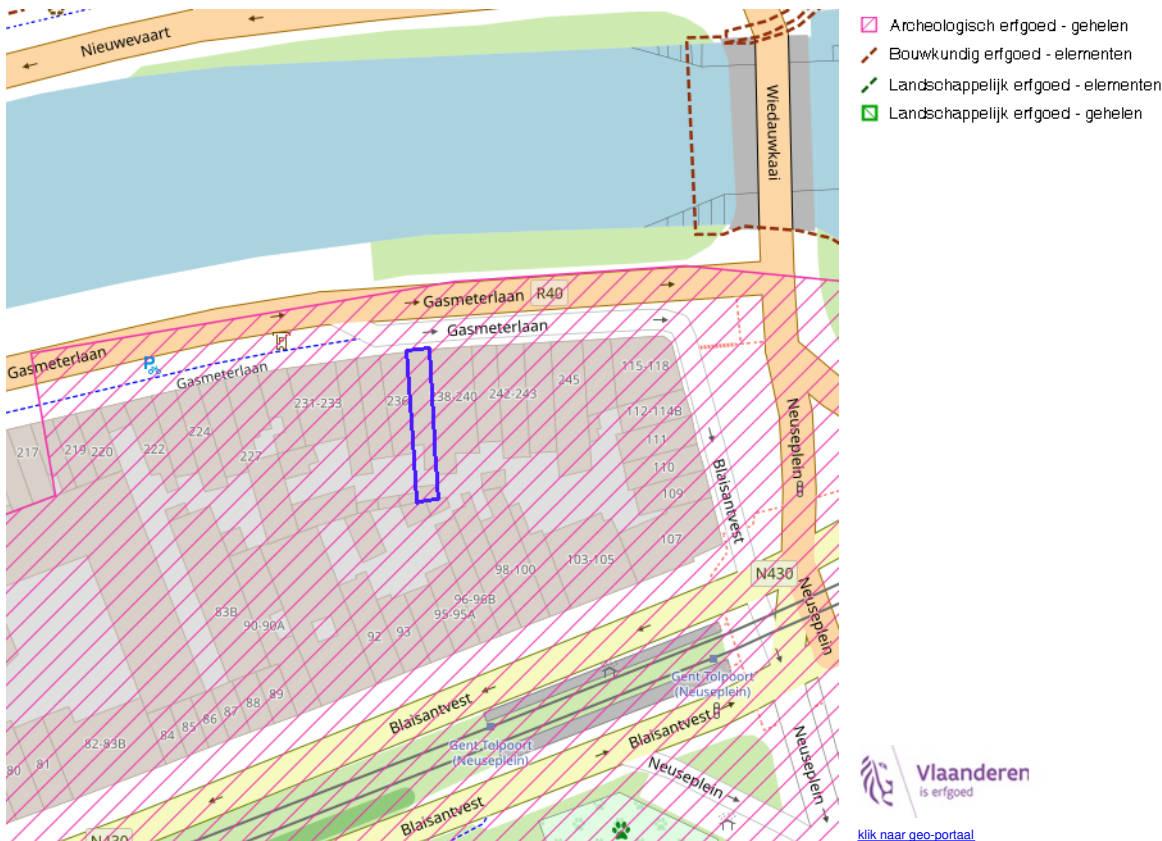 Nieuwevaart
Wiedauwkaai
Gasmeterlaan
R40
Gasmeterlaan
Gasmeterlaan
Gasmeterlaan
P
115-118
245
242-243
238-240
236
231-233
112-114B
224
111
217
219
220
222
227
110
109
107
Neuseplein
Blaisantvest
103-105
98-100
N430
96-96B
95-95A
Neuseplein
83B
90-90A
92
93
Gent Tolpoort
(Neuseplein)
89
88
87
86
85
84
82-83B
81
80
Blaisantvest
Blaisantvest
Gent Tolpoort
(Neuseplein)
Neuseplein
Neuseplein
Blaisantvest
N430
Archeologisch erfgoed - gehelen
Bouwkundig erfgoed - elementen
Landschappelijk erfgoed - elementen
Landschappelijk erfgoed - gehelen
Vlaanderen
is erfgoed
klik naar geo-portaal